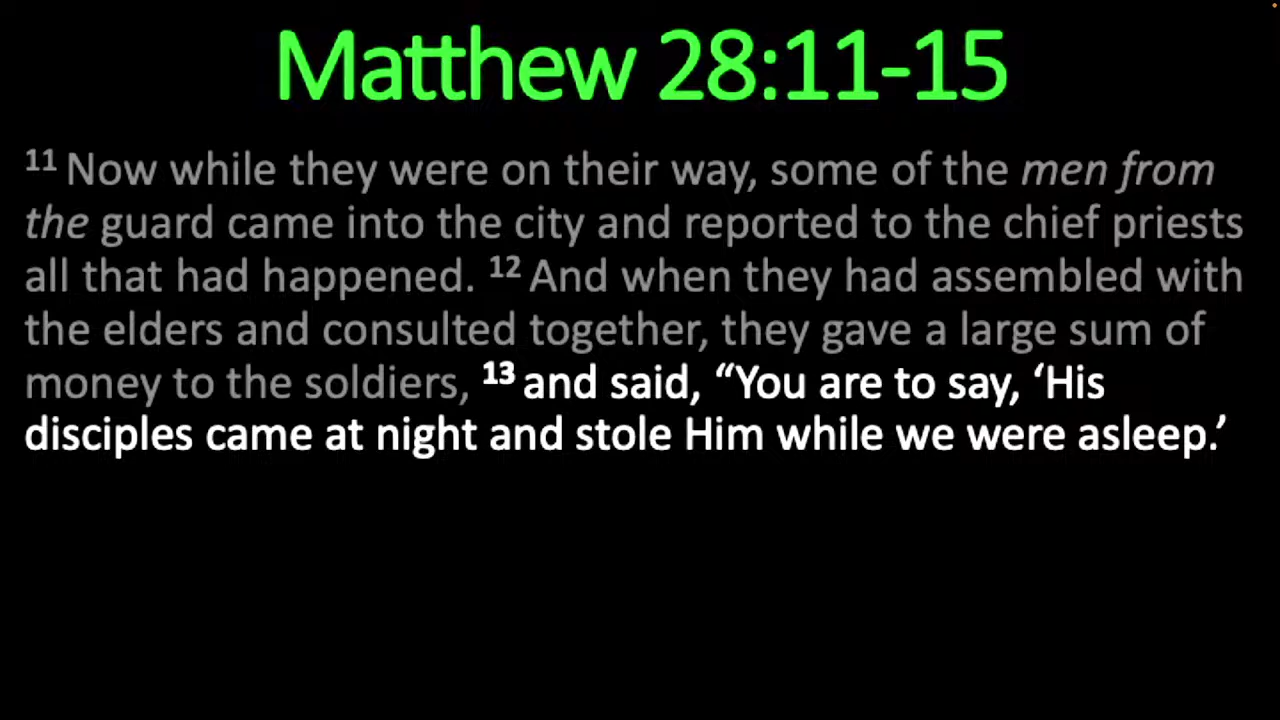 Matthew 28:11-15
11 Now while they were on their way, some of the men from
the guard came into the city and reported to the chief priests
all that had happened. 12 And when they had assembled with
the elders and consulted together, they gave a large sum of
money to the soldiers, 13 and said, “You are to say, ‘His
disciples came at night and stole Him while we were asleep.’